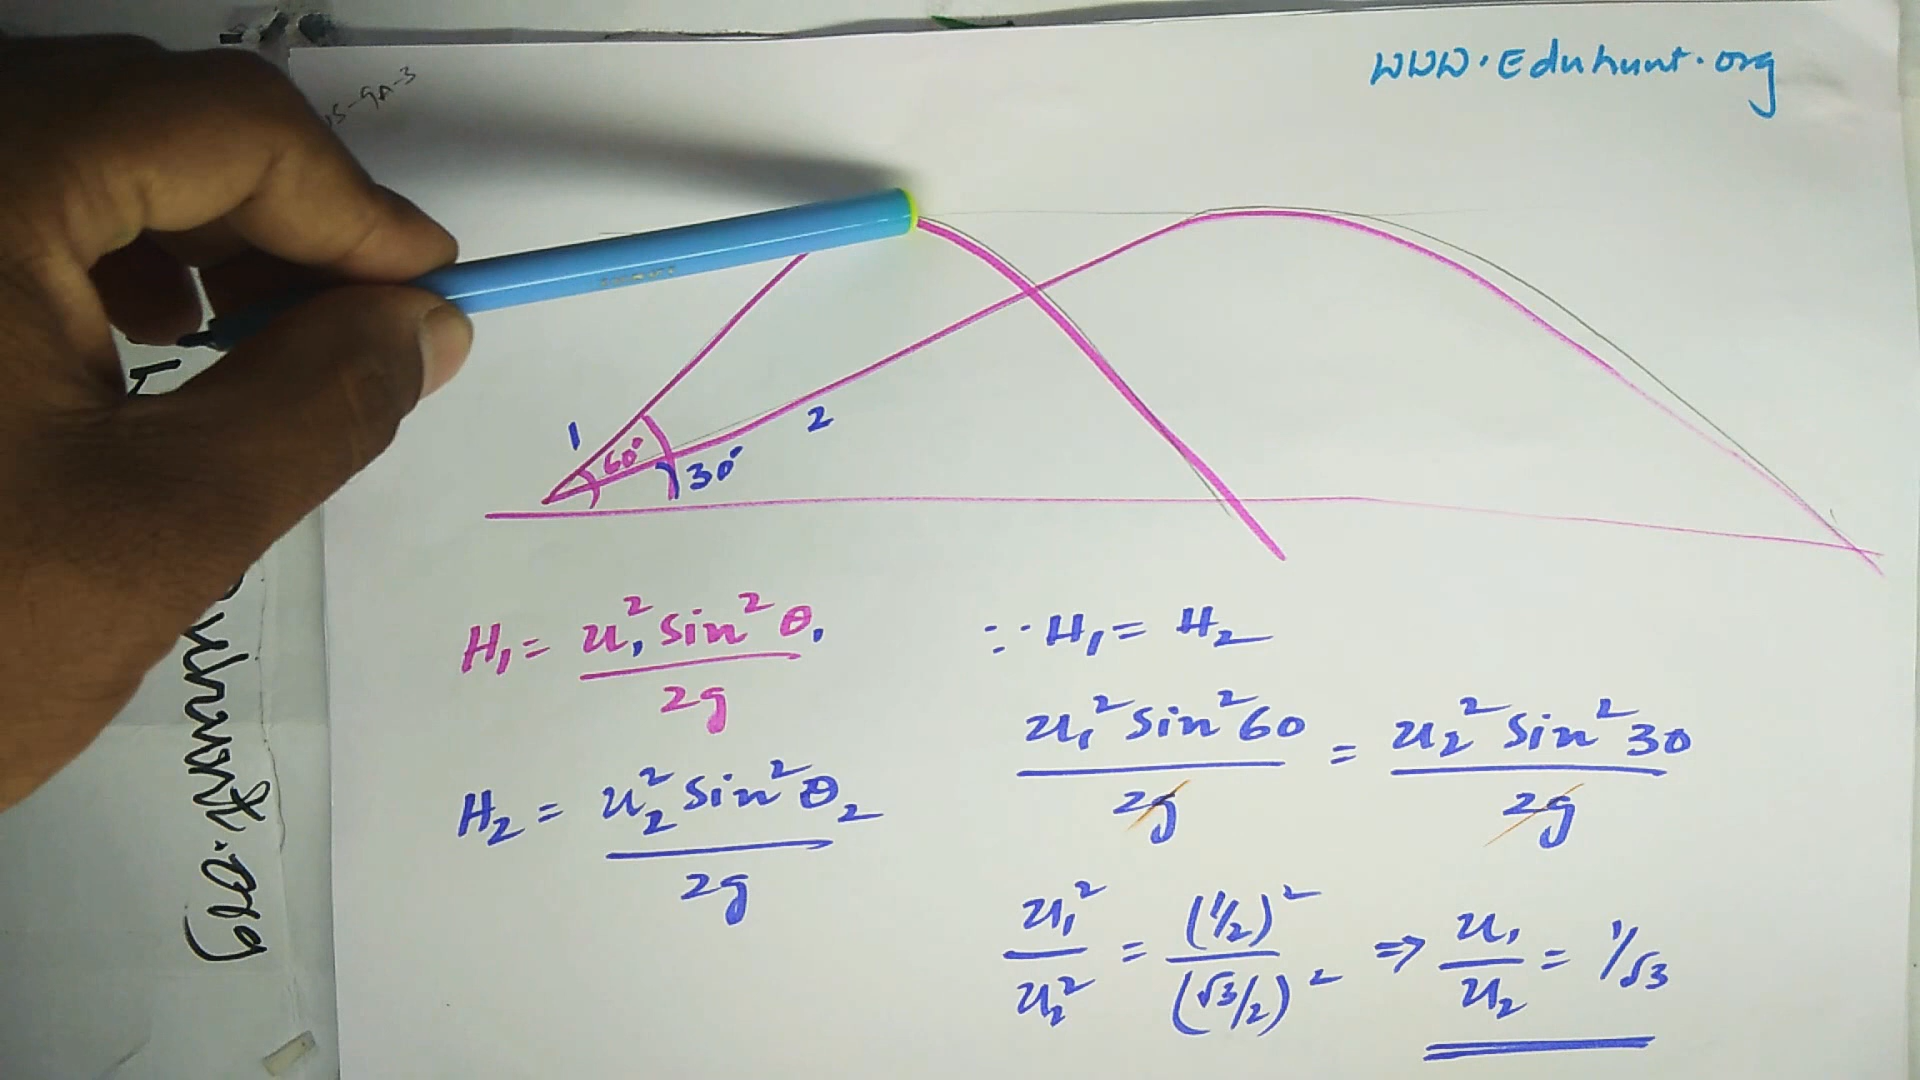 www.Eduhunt.org
1
60°
30°
2
H₁ = u₁² sin² θ₁ / 2g
∵ H₁ = H₂
u₁² sin² 60 / 2g = u₂² sin² 30 / 2g
H₂ = u₂² sin² θ₂ / 2g
u₁² / u₂² = (1/2)² / (√3/2)² ⇒ u₁ / u₂ = 1/√3